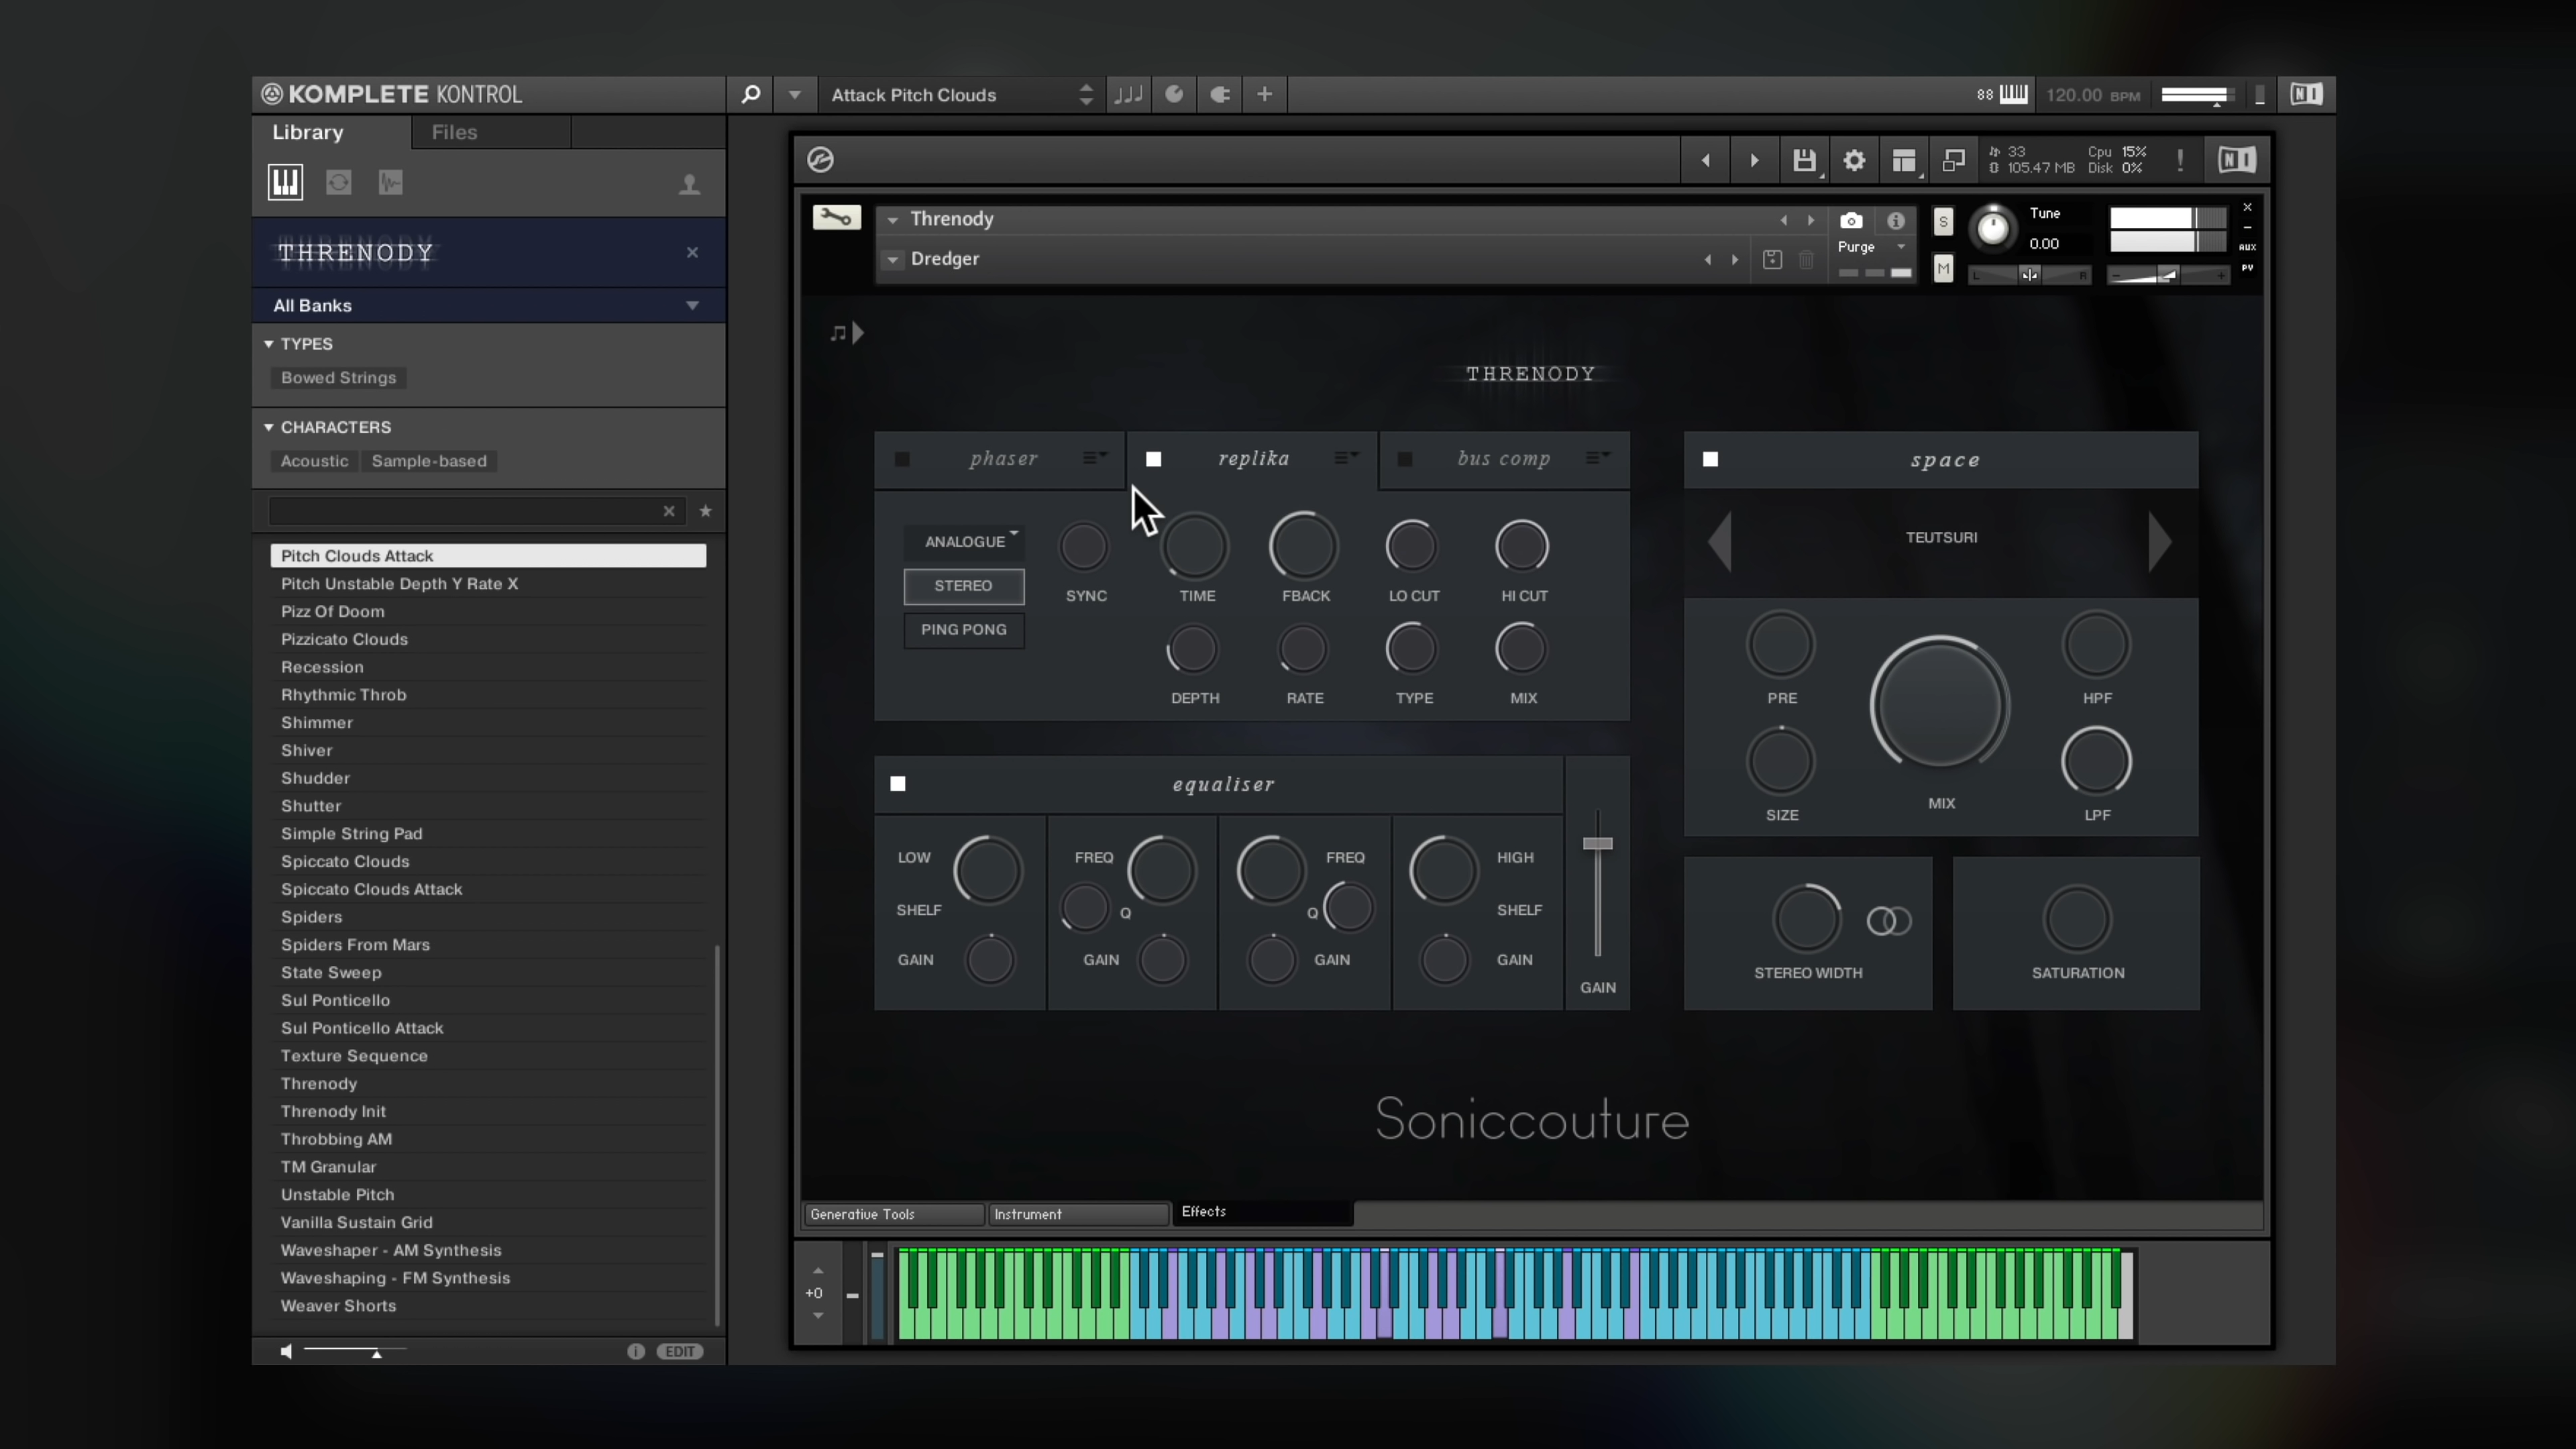 KOMPLETE KONTROL
Attack Pitch Clouds
88
120.00 BPM
Library
Files
THRENODY
All Banks
TYPES
Bowed Strings
CHARACTERS
Acoustic
Sample-based
Pitch Clouds Attack
Pitch Unstable Depth Y Rate X
Pizz Of Doom
Pizzicato Clouds
Recession
Rhythmic Throb
Shimmer
Shiver
Shudder
Shutter
Simple String Pad
Spiccato Clouds
Spiccato Clouds Attack
Spiders
Spiders From Mars
State Sweep
Sul Ponticello
Sul Ponticello Attack
Texture Sequence
Threnody
Threnody Init
Throbbing AM
TM Granular
Unstable Pitch
Vanilla Sustain Grid
Waveshaper - AM Synthesis
Waveshaping - FM Synthesis
Weaver Shorts
EDIT
33
105.47 MB
Cpu 15%
Disk 0%
!
NI
Threnody
Dredger
Purge
S
M
Tune
0.00
L
R
AUX
PV
THRENODY
phaser
replika
bus comp
ANALOGUE
STEREO
PING PONG
SYNC
TIME
FBACK
LO CUT
HI CUT
DEPTH
RATE
TYPE
MIX
space
TEUTSURI
PRE
HPF
MIX
SIZE
LPF
equaliser
LOW
SHELF
GAIN
FREQ
Q
GAIN
FREQ
Q
GAIN
HIGH
SHELF
GAIN
GAIN
STEREO WIDTH
SATURATION
Soniccouture
Generative Tools
Instrument
Effects
+0